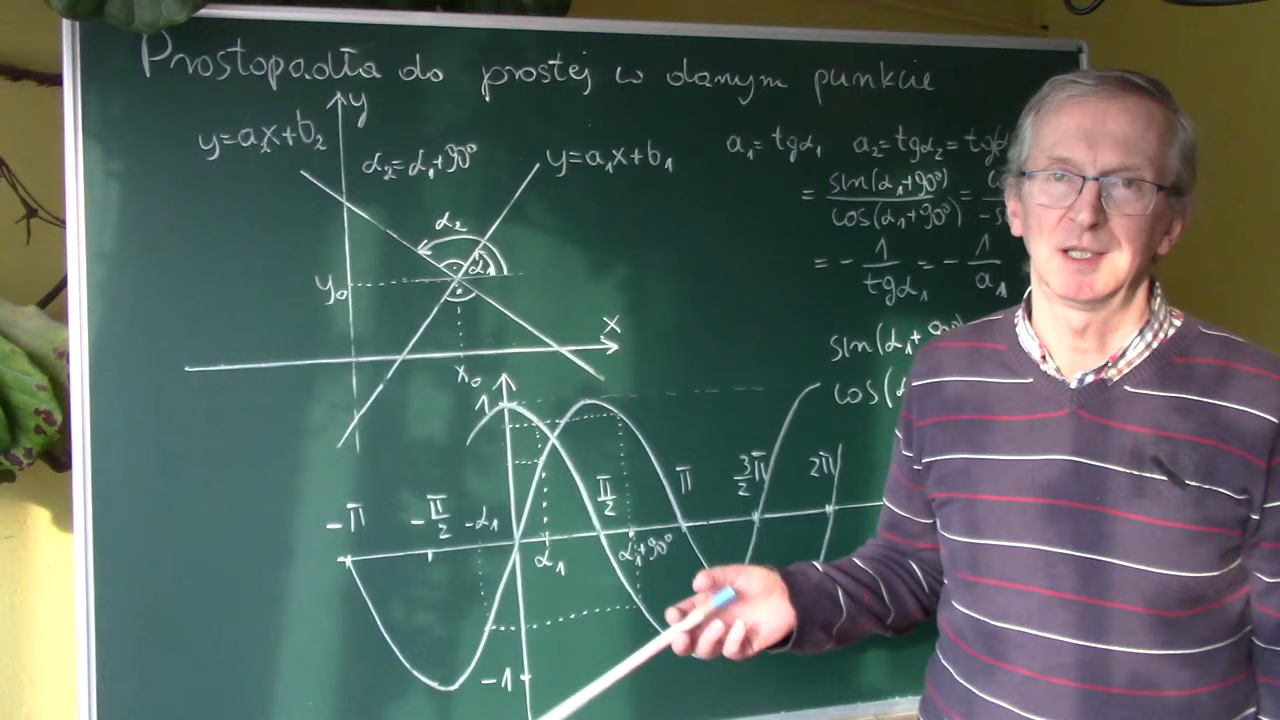 Prostopadła do prostej w danym punkcie
y
y=a₂x+b₂
α₂=α₁+90°
y=a₁x+b₁
α₂
α₁
y₀
x
x₀
a₁=tgα₁ a₂=tgα₂=tg
= sin(α₁+90°)/cos(α₁+90°) =
= - 1/tgα₁ = - 1/a₁
sin(α₁+90°
cos(α
1
-π
-π/2
-α₁
α₁
π/2
α₁+90°
π
3/2π
2π
-1